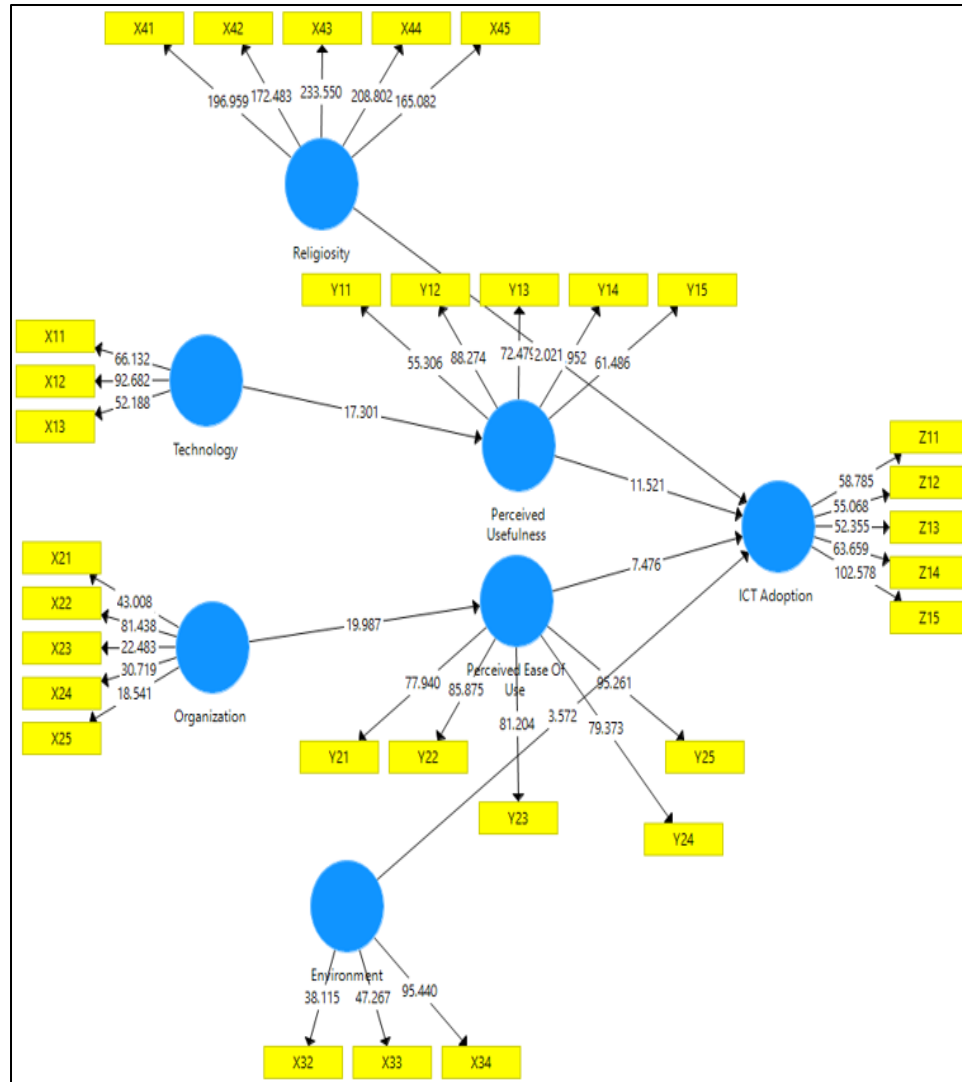 X41 X42 X43 X44 X45
196.959 172.483 233.550 208.802 165.082
Religiosity
Y11 Y12 Y13 Y14 Y15
55.306 88.274 72.479 2.021 952 61.486
X11
X12
X13
66.132
92.682
52.188
Technology
17.301
Perceived
Usefulness
11.521
Z11
Z12
Z13
Z14
Z15
58.785
55.068
52.355
63.659
102.578
ICT Adoption
7.476
X21
X22
X23
X24
X25
43.008
81.438
22.483
30.719
18.541
Organization
19.987
Perceived Ease Of
Use
77.940 85.875 81.204 79.373 95.261
3.572
Y21 Y22 Y25
Y23
Y24
Environment
38.115 47.267 95.440
X32 X33 X34